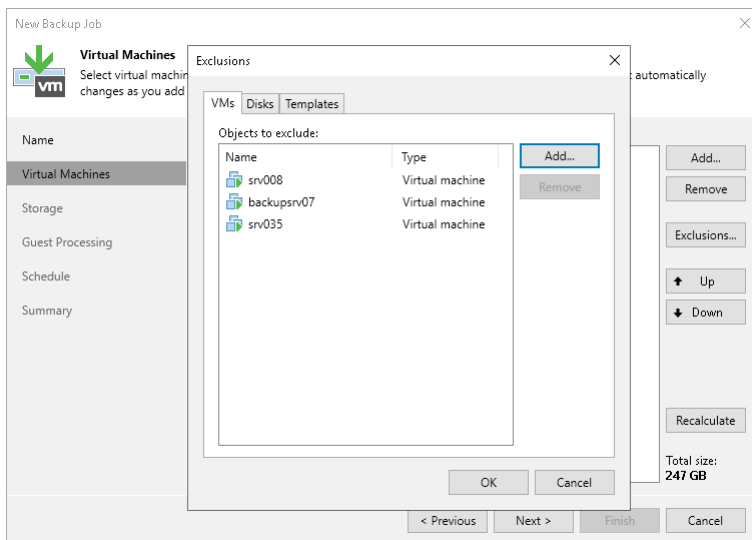 New Backup Job
Virtual Machines
Select virtual machin
automatically
changes as you add
vm
Name
Virtual Machines
Storage
Guest Processing
Schedule
Summary
Exclusions
VMs Disks Templates
Objects to exclude:
Name Type
srv008 Virtual machine
backupsrv07 Virtual machine
srv035 Virtual machine
Add...
Remove
OK Cancel
Add...
Remove
Exclusions...
Up
Down
Recalculate
Total size:
247 GB
< Previous Next > Finish Cancel